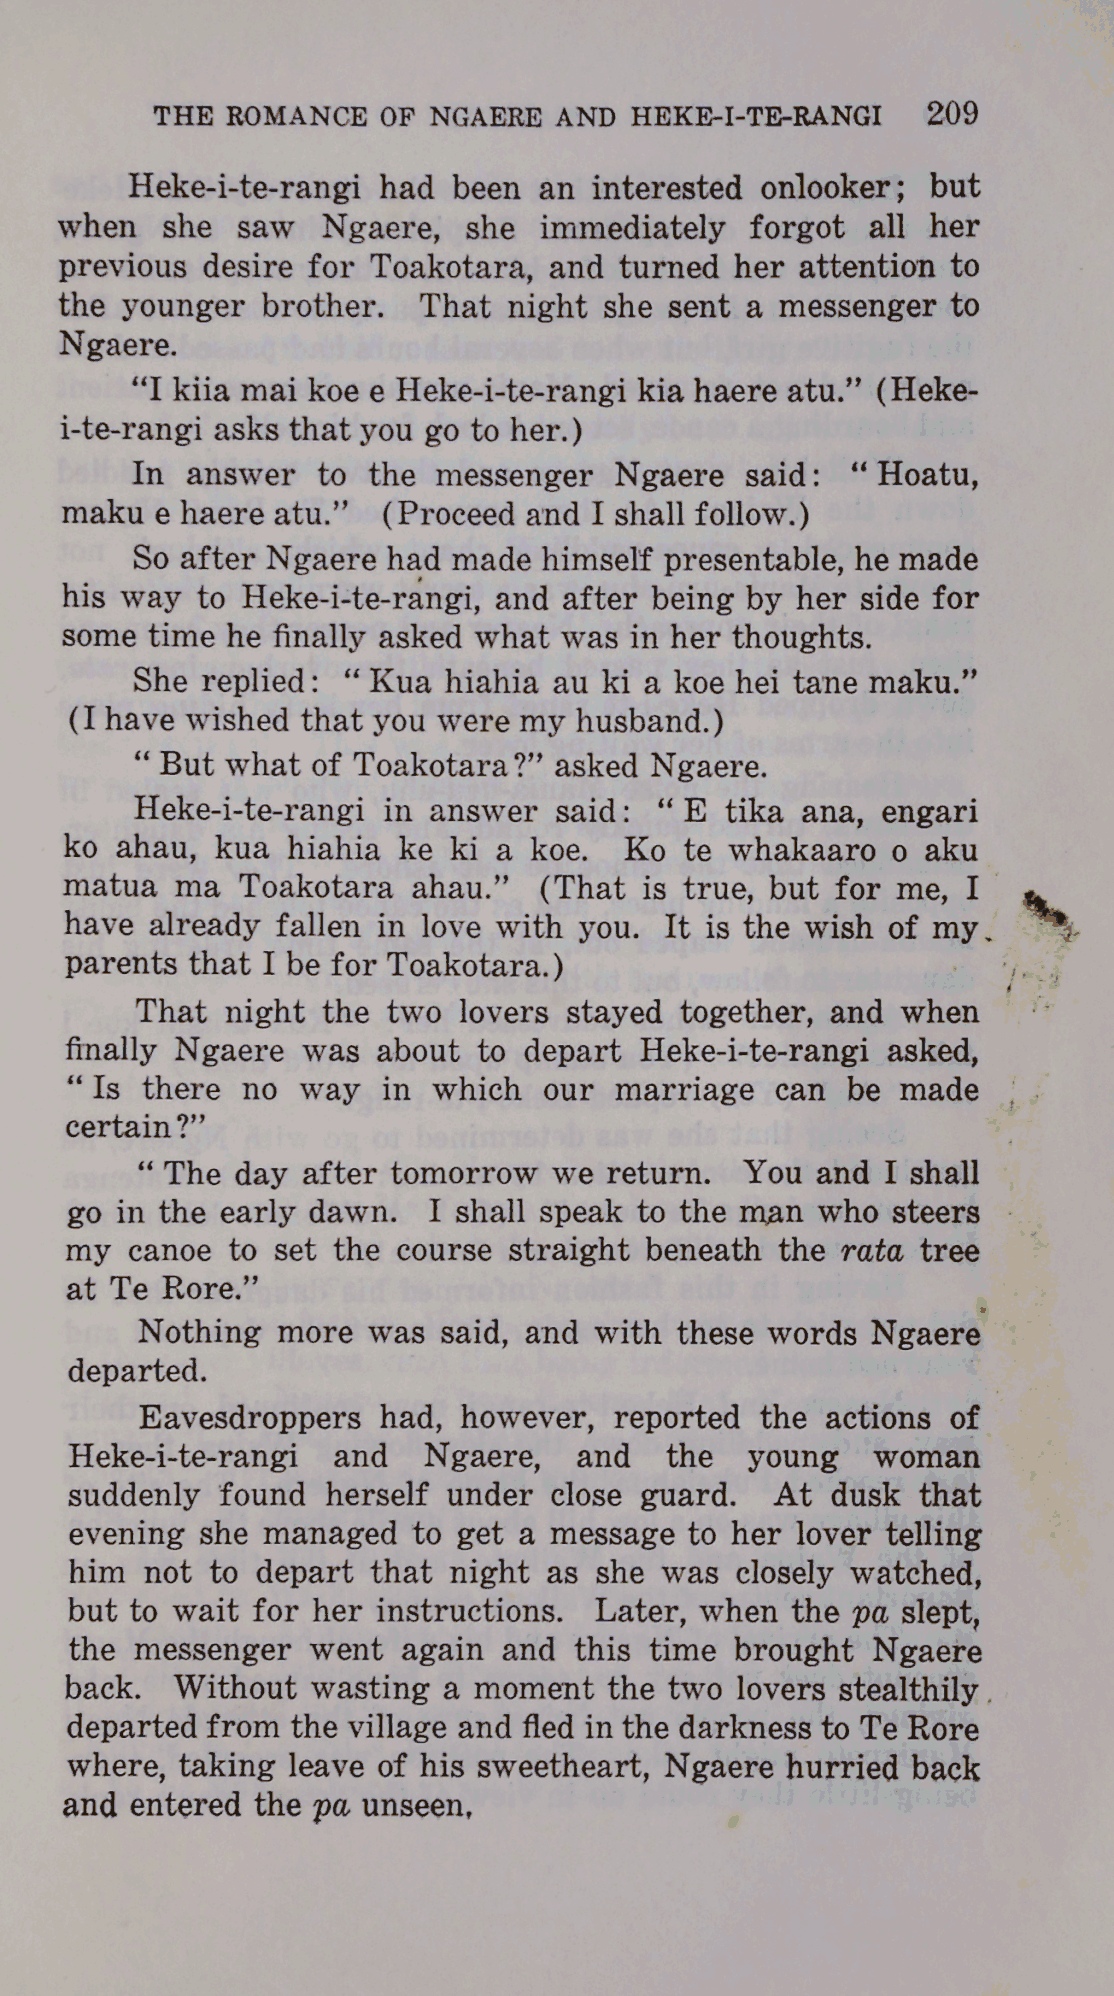 THE ROMANCE OF NGAERE AND HEKE-I-TE-RANGI 209
Heke-i-te-rangi had been an interested onlooker; but
when she saw Ngaere, she immediately forgot all her
previous desire for Toakotara, and turned her attention to
the younger brother. That night she sent a messenger to
Ngaere.
“I kiia mai koe e Heke-i-te-rangi kia haere atu.” (Heke-
i-te-rangi asks that you go to her.)
In answer to the messenger Ngaere said: “Hoatu,
maku e haere atu.” (Proceed and I shall follow.)
So after Ngaere had made himself presentable, he made
his way to Heke-i-te-rangi, and after being by her side for
some time he finally asked what was in her thoughts.
She replied: “Kua hiahia au ki a koe hei tane maku.”
(I have wished that you were my husband.)
“But what of Toakotara?” asked Ngaere.
Heke-i-te-rangi in answer said: “E tika ana, engari
ko ahau, kua hiahia ke ki a koe. Ko te whakaaro o aku
matua ma Toakotara ahau.” (That is true, but for me, I
have already fallen in love with you. It is the wish of my
parents that I be for Toakotara.)
That night the two lovers stayed together, and when
finally Ngaere was about to depart Heke-i-te-rangi asked,
“Is there no way in which our marriage can be made
certain?”
“The day after tomorrow we return. You and I shall
go in the early dawn. I shall speak to the man who steers
my canoe to set the course straight beneath the rata tree
at Te Rore.”
Nothing more was said, and with these words Ngaere
departed.
Eavesdroppers had, however, reported the actions of
Heke-i-te-rangi and Ngaere, and the young woman
suddenly found herself under close guard. At dusk that
evening she managed to get a message to her lover telling
him not to depart that night as she was closely watched,
but to wait for her instructions. Later, when the pa slept,
the messenger went again and this time brought Ngaere
back. Without wasting a moment the two lovers stealthily
departed from the village and fled in the darkness to Te Rore
where, taking leave of his sweetheart, Ngaere hurried back
and entered the pa unseen,